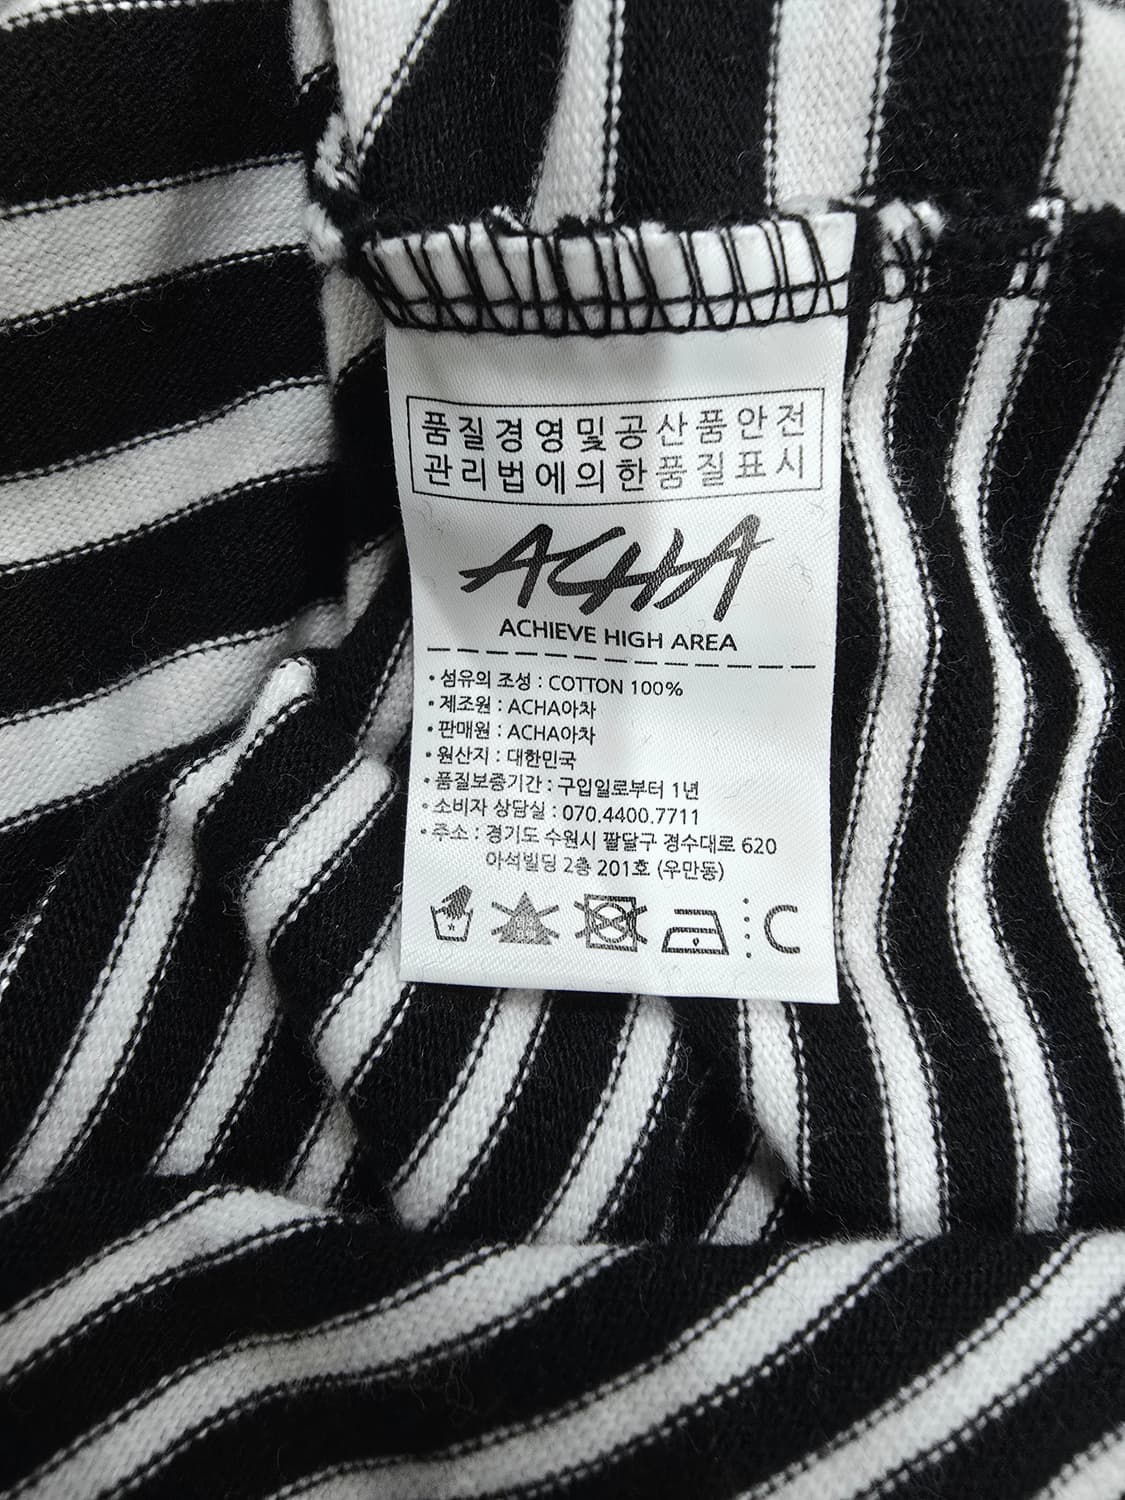 품질경영및공산품안전
관리법에의한품질표시
ACHA
ACHIEVE HIGH AREA
• 섬유의 조성 : COTTON 100%
• 제조원 : ACHA아차
• 판매원 : ACHA아차
• 원산지 : 대한민국
• 품질보증기간 : 구입일로부터 1년
• 소비자 상담실 : 070.4400.7711
• 주소 : 경기도 수원시 팔달구 경수대로 620
아석빌딩 2층 201호 (우만동)
C